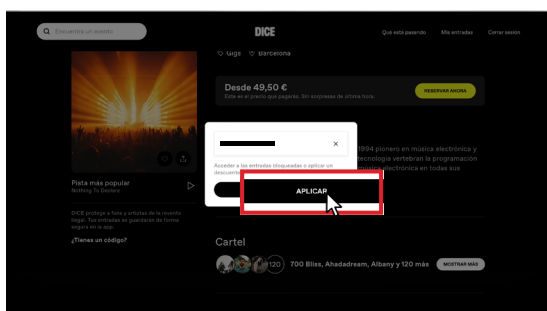 Encuentra un evento
DICE
Qué está pasando
Mis entradas
Cerrar sesión
Gigs
Barcelona
Desde 49,50 €
Este es el precio que pagarás. Sin sorpresas de última hora.
RESERVAR AHORA
×
Acceder a las entradas bloqueadas o aplicar un
descuento
APLICAR
1994 pionero en música electrónica y
tecnología vertebran la programación
música electrónica en todas sus
Pista más popular
Nothing To Declare
DICE protege a fans y artistas de la reventa
ilegal. Tus entradas se guardarán de forma
segura en la app.
¿Tienes un código?
Cartel
120
700 Bliss, Ahadadream, Albany y 120 más
MOSTRAR MÁS